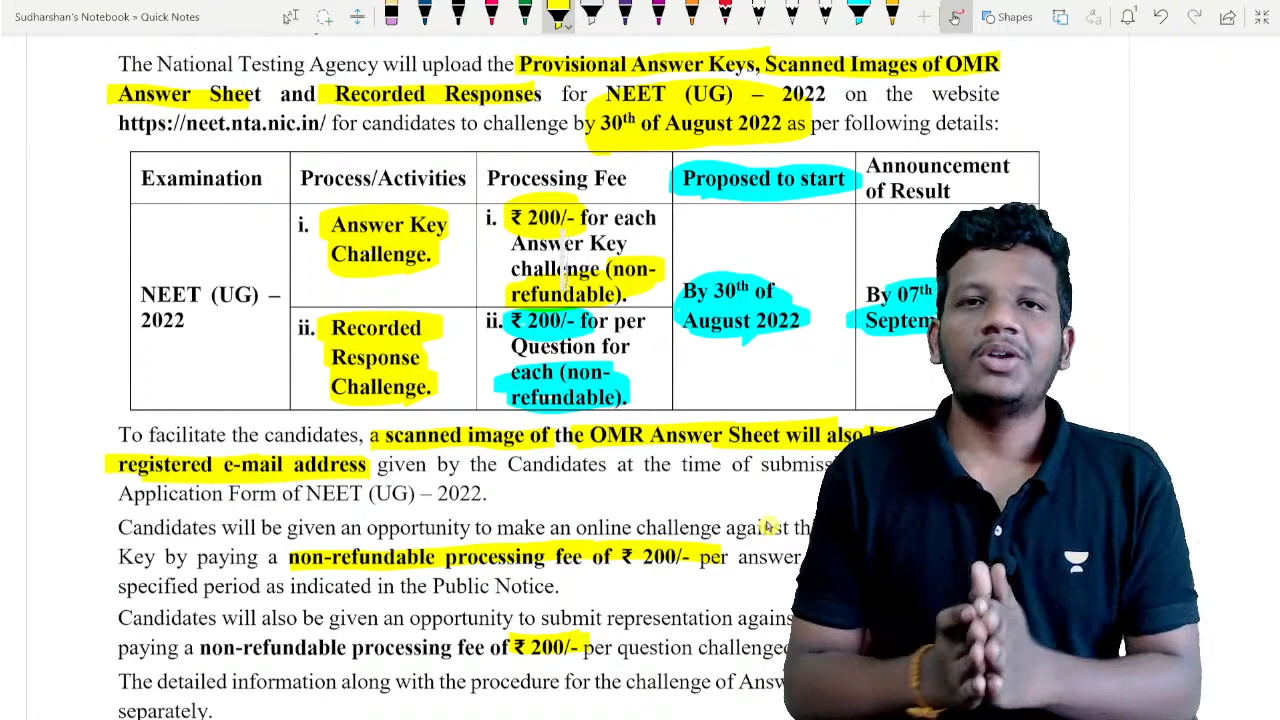 Sudharshan's Notebook » Quick Notes
Shapes
The National Testing Agency will upload the Provisional Answer Keys, Scanned Images of OMR
Answer Sheet and Recorded Responses for NEET (UG) – 2022 on the website
https://neet.nta.nic.in/ for candidates to challenge by 30th of August 2022 as per following details:
Examination
Process/Activities
Processing Fee
Proposed to start
Announcement
of Result
NEET (UG) –
2022
i. Answer Key
Challenge.
i. ₹ 200/- for each
Answer Key
challenge (non-
refundable).
ii. Recorded
Response
Challenge.
ii. ₹ 200/- for per
Question for
each (non-
refundable).
By 30th of
August 2022
By 07th
Septem
To facilitate the candidates, a scanned image of the OMR Answer Sheet will also
registered e-mail address given by the Candidates at the time of
Application Form of NEET (UG) – 2022.
Candidates will be given an opportunity to make an online challenge against
Key by paying a non-refundable processing fee of ₹ 200/- per answer
specified period as indicated in the Public Notice.
Candidates will also be given an opportunity to submit representation
paying a non-refundable processing fee of ₹ 200/- per question
The detailed information along with the procedure for the challenge of
separately.